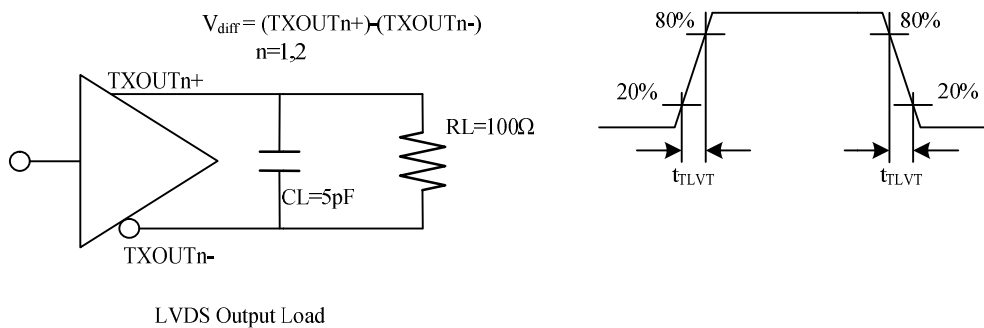 Vdiff = (TXOUTn+)-(TXOUTn-)
n=1,2
TXOUTn+
RL=100Ω
CL=5pF
TXOUTn-
LVDS Output Load
80%
80%
20%
20%
tTLVT
tTLVT